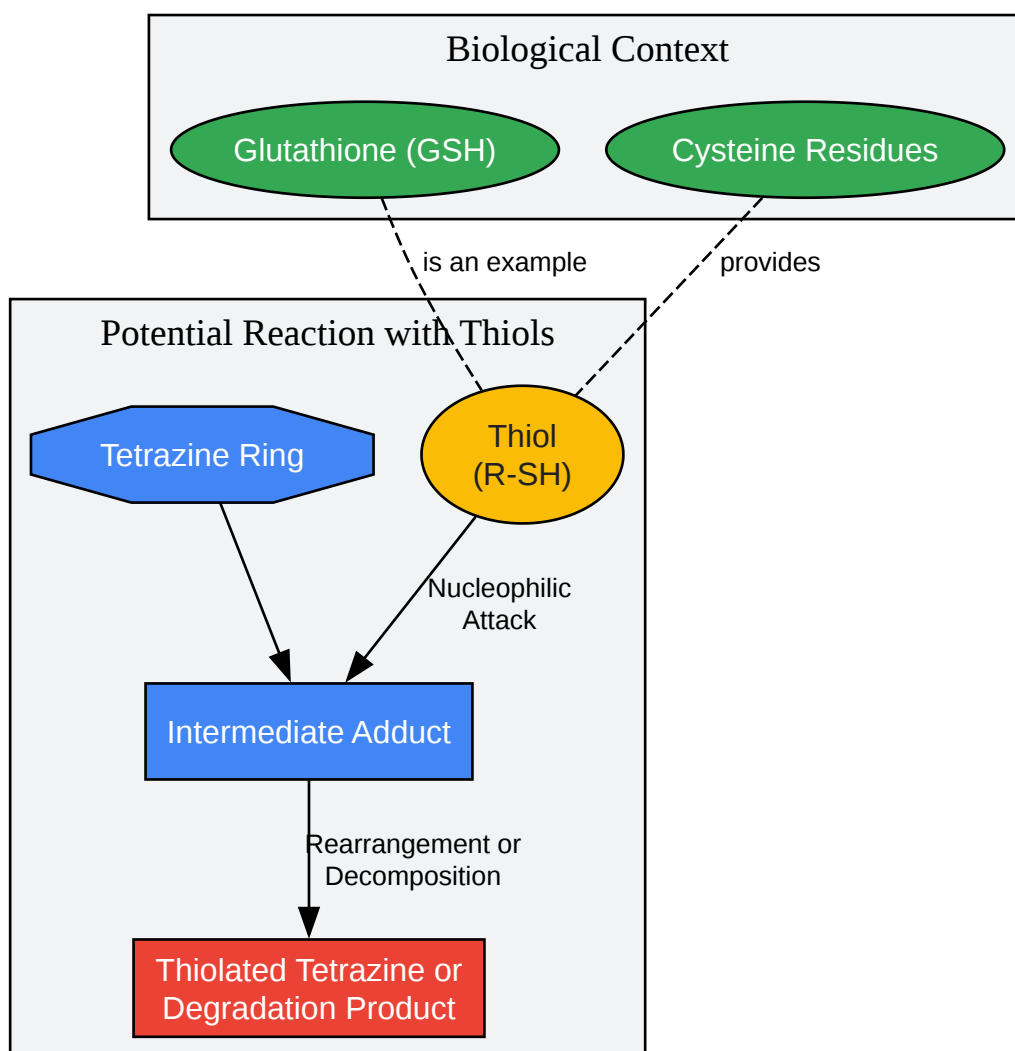 Biological Context
Glutathione (GSH)
Cysteine Residues
is an example
provides
Potential Reaction with Thiols
Tetrazine Ring
Thiol
(R-SH)
Nucleophilic
Attack
Intermediate Adduct
Rearrangement or
Decomposition
Thiolated Tetrazine or
Degradation Product